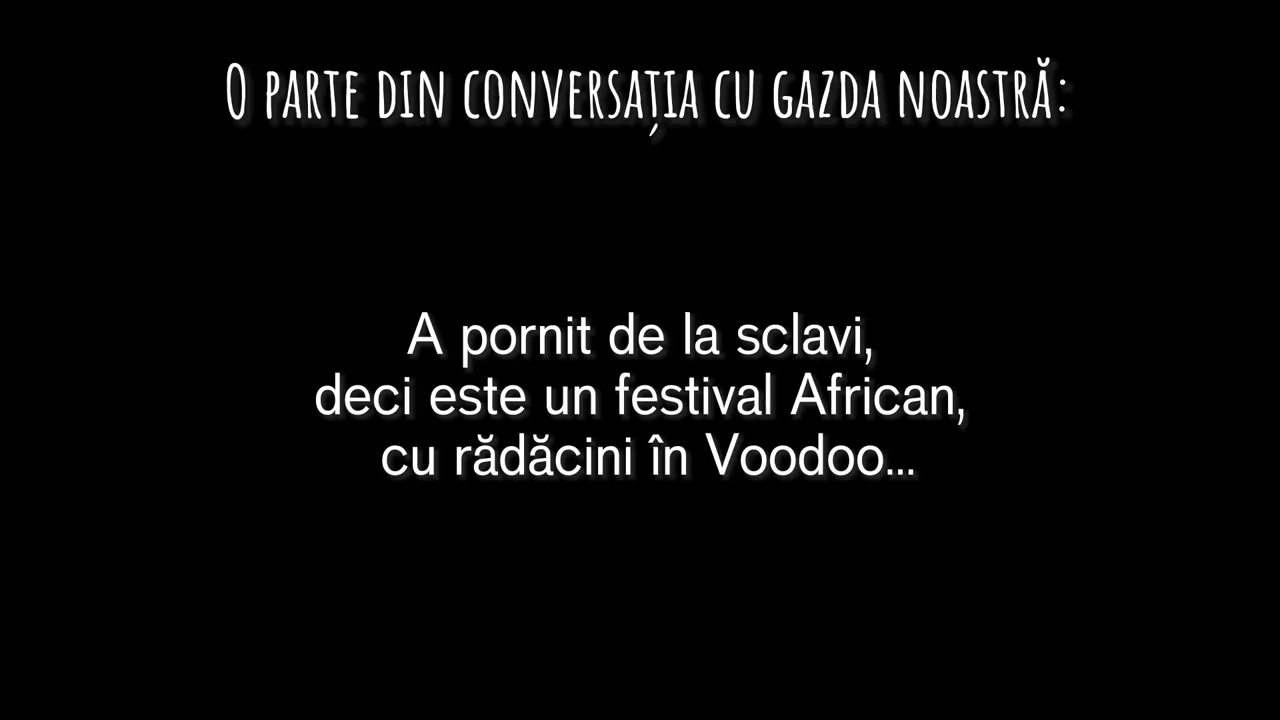 O parte din conversația cu gazda noastră:
A pornit de la sclavi,
deci este un festival African,
cu rădăcini în Voodoo...